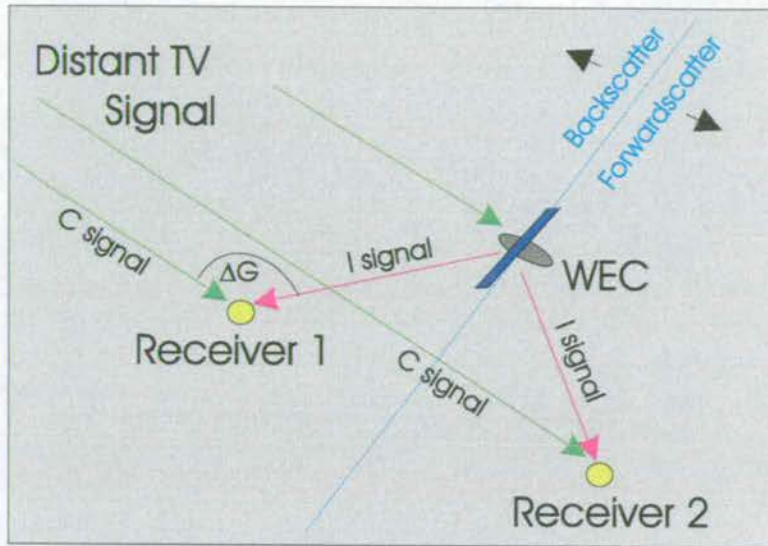 Distant TV
Signal
Backscatter
Forwardscatter
C signal
ΔG
I signal
WEC
Receiver 1
C signal
I signal
Receiver 2